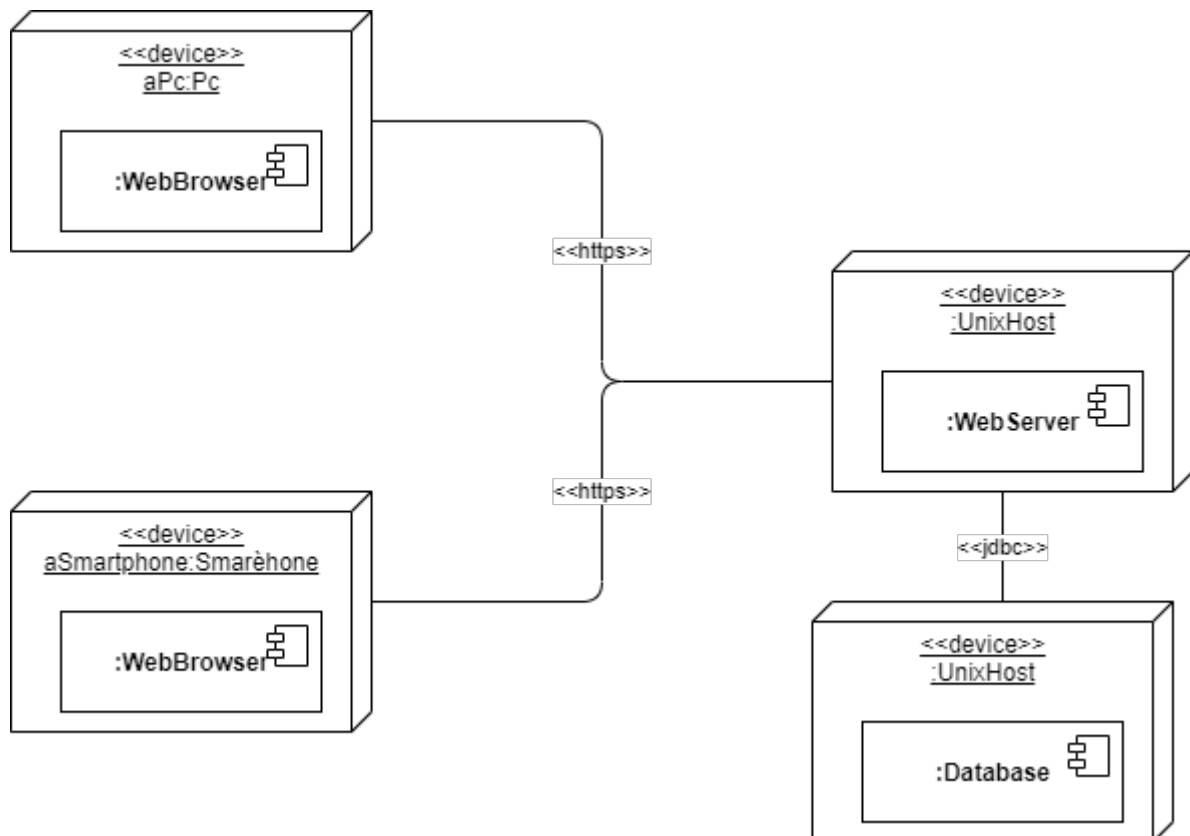 <<device>>
aPc:Pc
:WebBrowser
<<https>>
<<device>>
:UnixHost
:WebServer
<<https>>
<<device>>
aSmartphone:Smarèhone
:WebBrowser
<<jdbc>>
<<device>>
:UnixHost
:Database